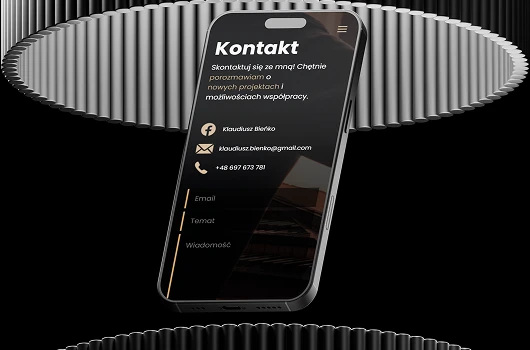 Kontakt
Skontaktuj się ze mną! Chętnie
porozmawiam o
nowych projektach i
możliwościach współpracy.
Klaudiusz Bieńko
klaudiusz.bienko@gmail.com
+48 697 673 781
Email
Temat
Wiadomość